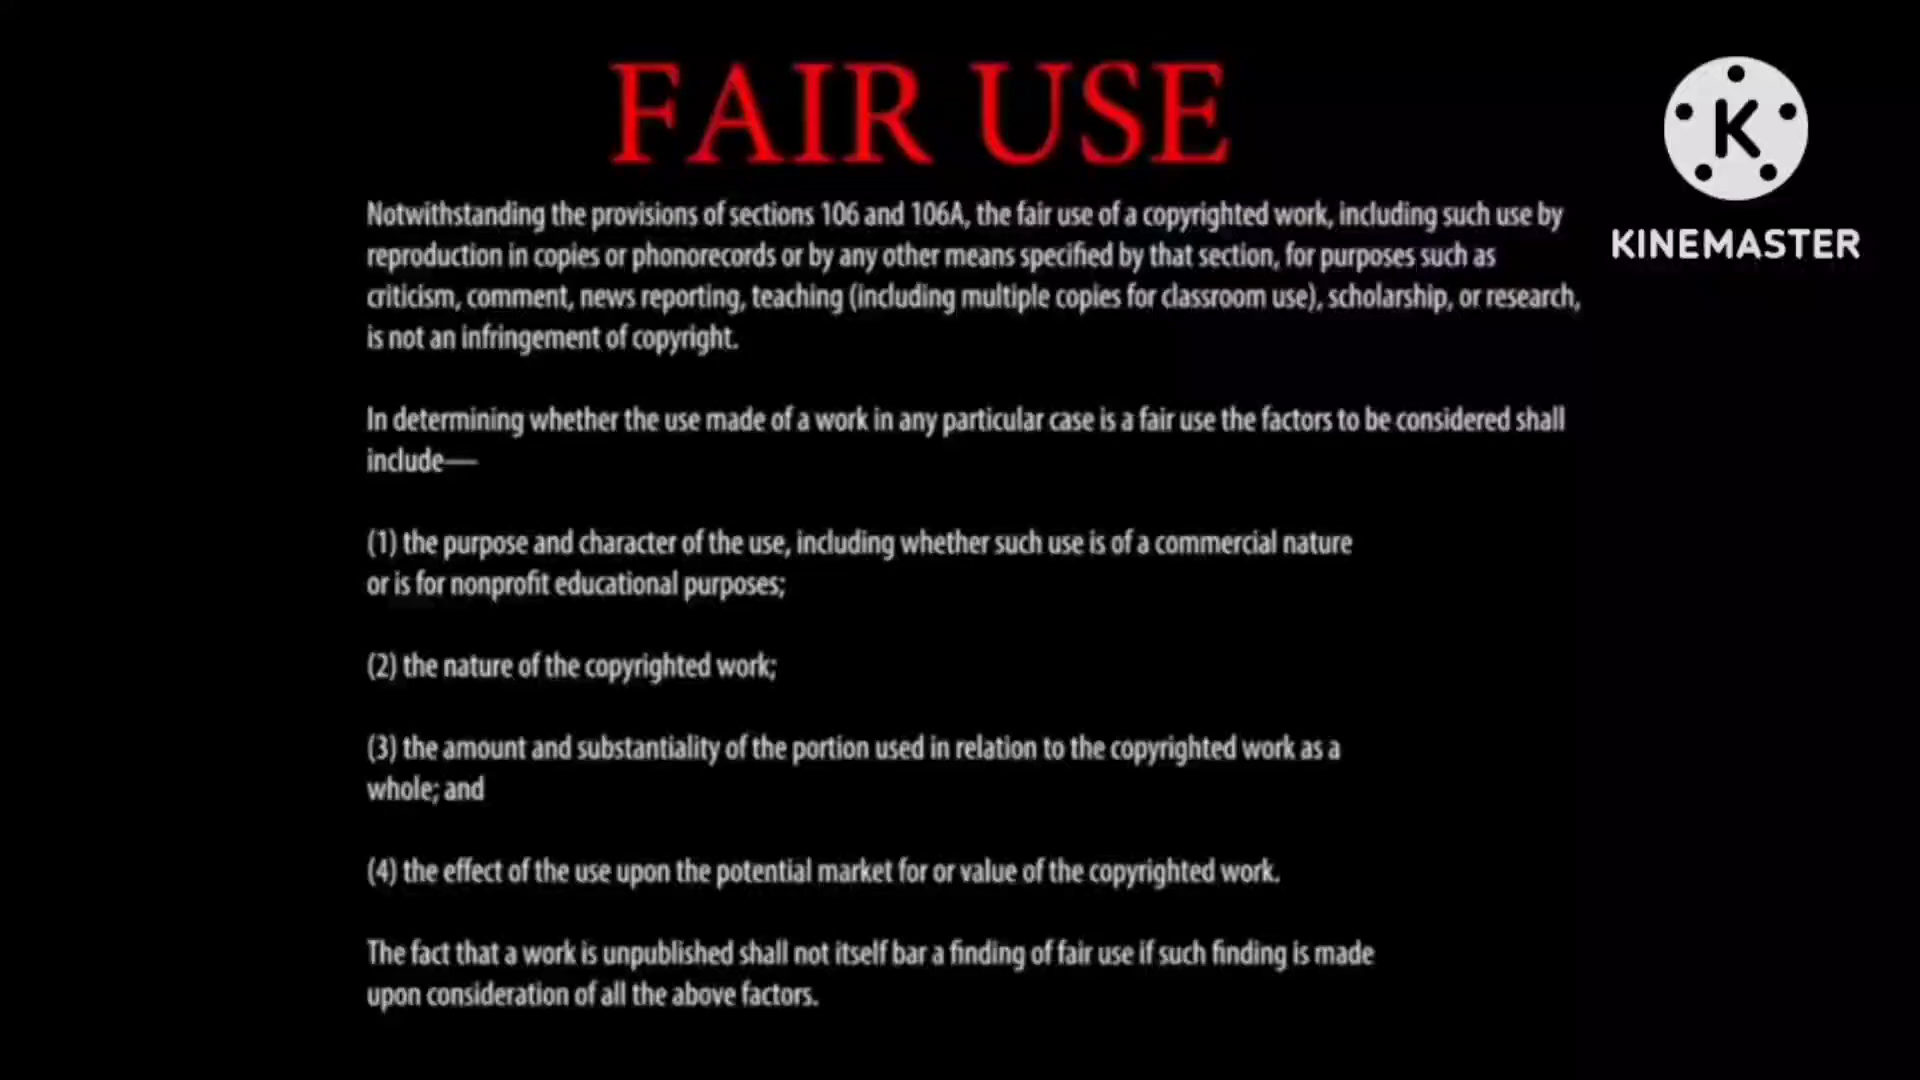 FAIR USE
K
KINEMASTER
Notwithstanding the provisions of sections 106 and 106A, the fair use of a copyrighted work, including such use by
reproduction in copies or phonorecords or by any other means specified by that section, for purposes such as
criticism, comment, news reporting, teaching (including multiple copies for classroom use), scholarship, or research,
is not an infringement of copyright.
In determining whether the use made of a work in any particular case is a fair use the factors to be considered shall
include—
(1) the purpose and character of the use, including whether such use is of a commercial nature
or is for nonprofit educational purposes;
(2) the nature of the copyrighted work;
(3) the amount and substantiality of the portion used in relation to the copyrighted work as a
whole; and
(4) the effect of the use upon the potential market for or value of the copyrighted work.
The fact that a work is unpublished shall not itself bar a finding of fair use if such finding is made
upon consideration of all the above factors.